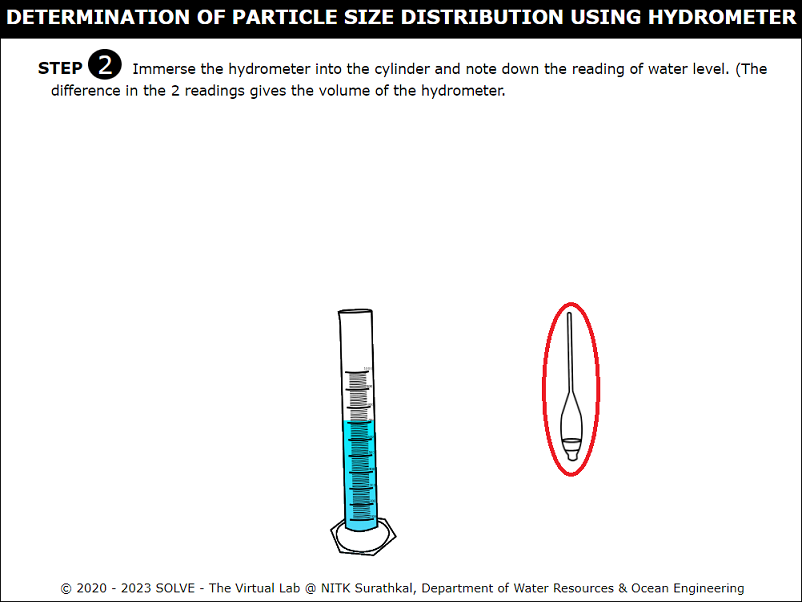 DETERMINATION OF PARTICLE SIZE DISTRIBUTION USING HYDROMETER
STEP 2 Immerse the hydrometer into the cylinder and note down the reading of water level. (The
difference in the 2 readings gives the volume of the hydrometer.
© 2020 - 2023 SOLVE - The Virtual Lab @ NITK Surathkal, Department of Water Resources & Ocean Engineering